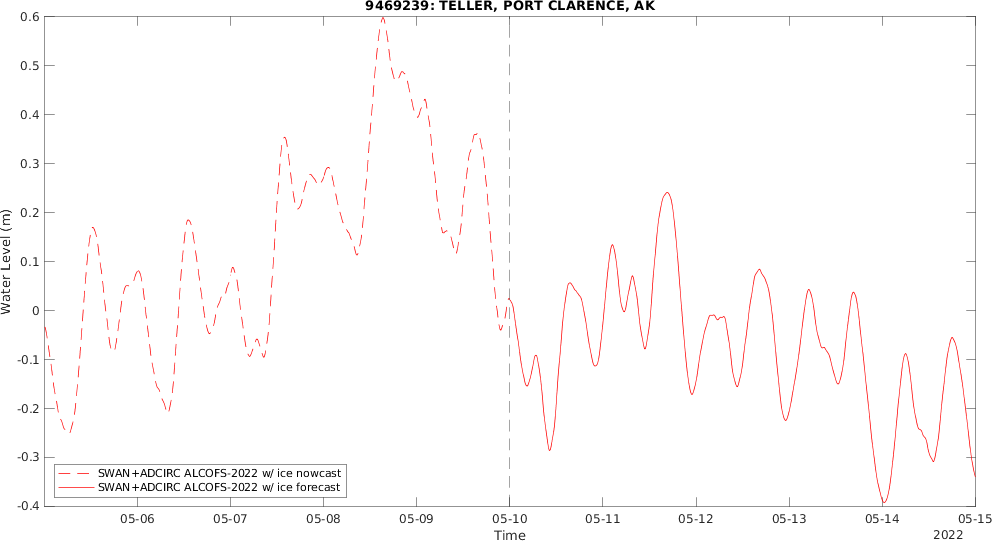 9469239: TELLER, PORT CLARENCE, AK
0.6
0.5
0.4
0.3
0.2
0.1
0
-0.1
-0.2
-0.3
-0.4
Water Level (m)
SWAN+ADCIRC ALCOFS-2022 w/ ice nowcast
SWAN+ADCIRC ALCOFS-2022 w/ ice forecast
05-06 05-07 05-08 05-09 05-10 05-11 05-12 05-13 05-14 05-15
Time
2022